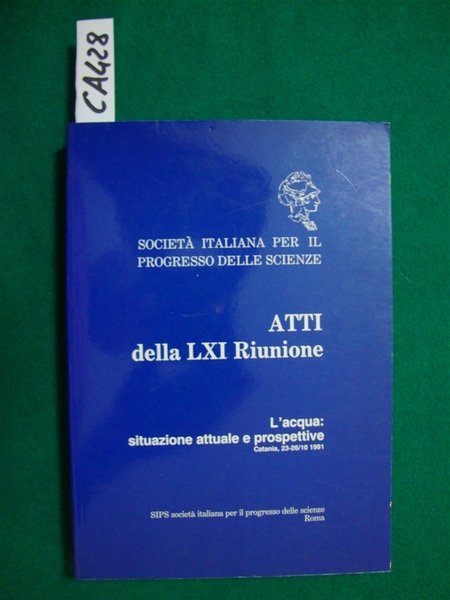 CA428
SOCIETÀ ITALIANA PER IL
PROGRESSO DELLE SCIENZE
ATTI
della LXI Riunione
L'acqua:
situazione attuale e prospettive
Catania, 23-26/10 1991
SIPS società italiana per il progresso delle scienze
Roma